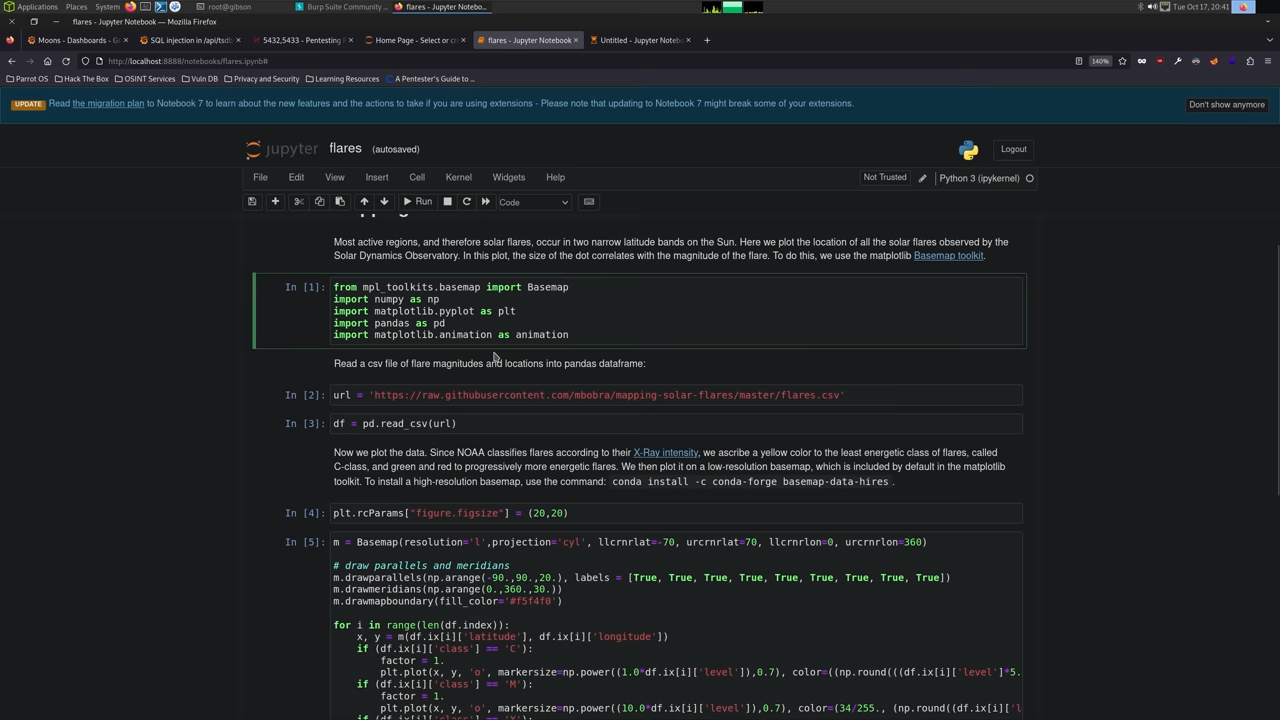 Applications Places System root@gibson Burp Suite Community ... flares - Jupyter Notebo... Tue Oct 17, 20:41
flares - Jupyter Notebook — Mozilla Firefox
Moons - Dashboards - G SQL injection in /api/tsdb 5432,5433 - Pentesting P Home Page - Select or cr flares - Jupyter Notebook Untitled - Jupyter Noteb
http://localhost:8888/notebooks/flares.ipynb# 140%
Parrot OS Hack The Box OSINT Services Vuln DB Privacy and Security Learning Resources A Pentester's Guide to ...
UPDATE Read the migration plan to Notebook 7 to learn about the new features and the actions to take if you are using extensions - Please note that updating to Notebook 7 might break some of your extensions. Don't show anymore
jupyter flares (autosaved) Logout
File Edit View Insert Cell Kernel Widgets Help Not Trusted Python 3 (ipykernel)
Run Code
Most active regions, and therefore solar flares, occur in two narrow latitude bands on the Sun. Here we plot the location of all the solar flares observed by the
Solar Dynamics Observatory. In this plot, the size of the dot correlates with the magnitude of the flare. To do this, we use the matplotlib Basemap toolkit.
In [1]: from mpl_toolkits.basemap import Basemap
import numpy as np
import matplotlib.pyplot as plt
import pandas as pd
import matplotlib.animation as animation
Read a csv file of flare magnitudes and locations into pandas dataframe:
In [2]: url = 'https://raw.githubusercontent.com/mbobra/mapping-solar-flares/master/flares.csv'
In [3]: df = pd.read_csv(url)
Now we plot the data. Since NOAA classifies flares according to their X-Ray intensity, we ascribe a yellow color to the least energetic class of flares, called
C-class, and green and red to progressively more energetic flares. We then plot it on a low-resolution basemap, which is included by default in the matplotlib
toolkit. To install a high-resolution basemap, use the command: conda install -c conda-forge basemap-data-hires .
In [4]: plt.rcParams["figure.figsize"] = (20,20)
In [5]: m = Basemap(resolution='l',projection='cyl', llcrnrlat=-70, urcrnrlat=70, llcrnrlon=0, urcrnrlon=360)
# draw parallels and meridians
m.drawparallels(np.arange(-90.,90.,20.), labels = [True, True, True, True, True, True, True, True, True])
m.drawmeridians(np.arange(0.,360.,30.))
m.drawmapboundary(fill_color='#f5f4f0')
for i in range(len(df.index)):
x, y = m(df.ix[i]['latitude'], df.ix[i]['longitude'])
if (df.ix[i]['class'] == 'C'):
factor = 1.
plt.plot(x, y, 'o', markersize=np.power((1.0*df.ix[i]['level']),0.7), color=((np.round(((df.ix[i]['level']*5.
if (df.ix[i]['class'] == 'M'):
factor = 1.
plt.plot(x, y, 'o', markersize=np.power((10.0*df.ix[i]['level']),0.7), color=(34/255., (np.round((df.ix[i]['l